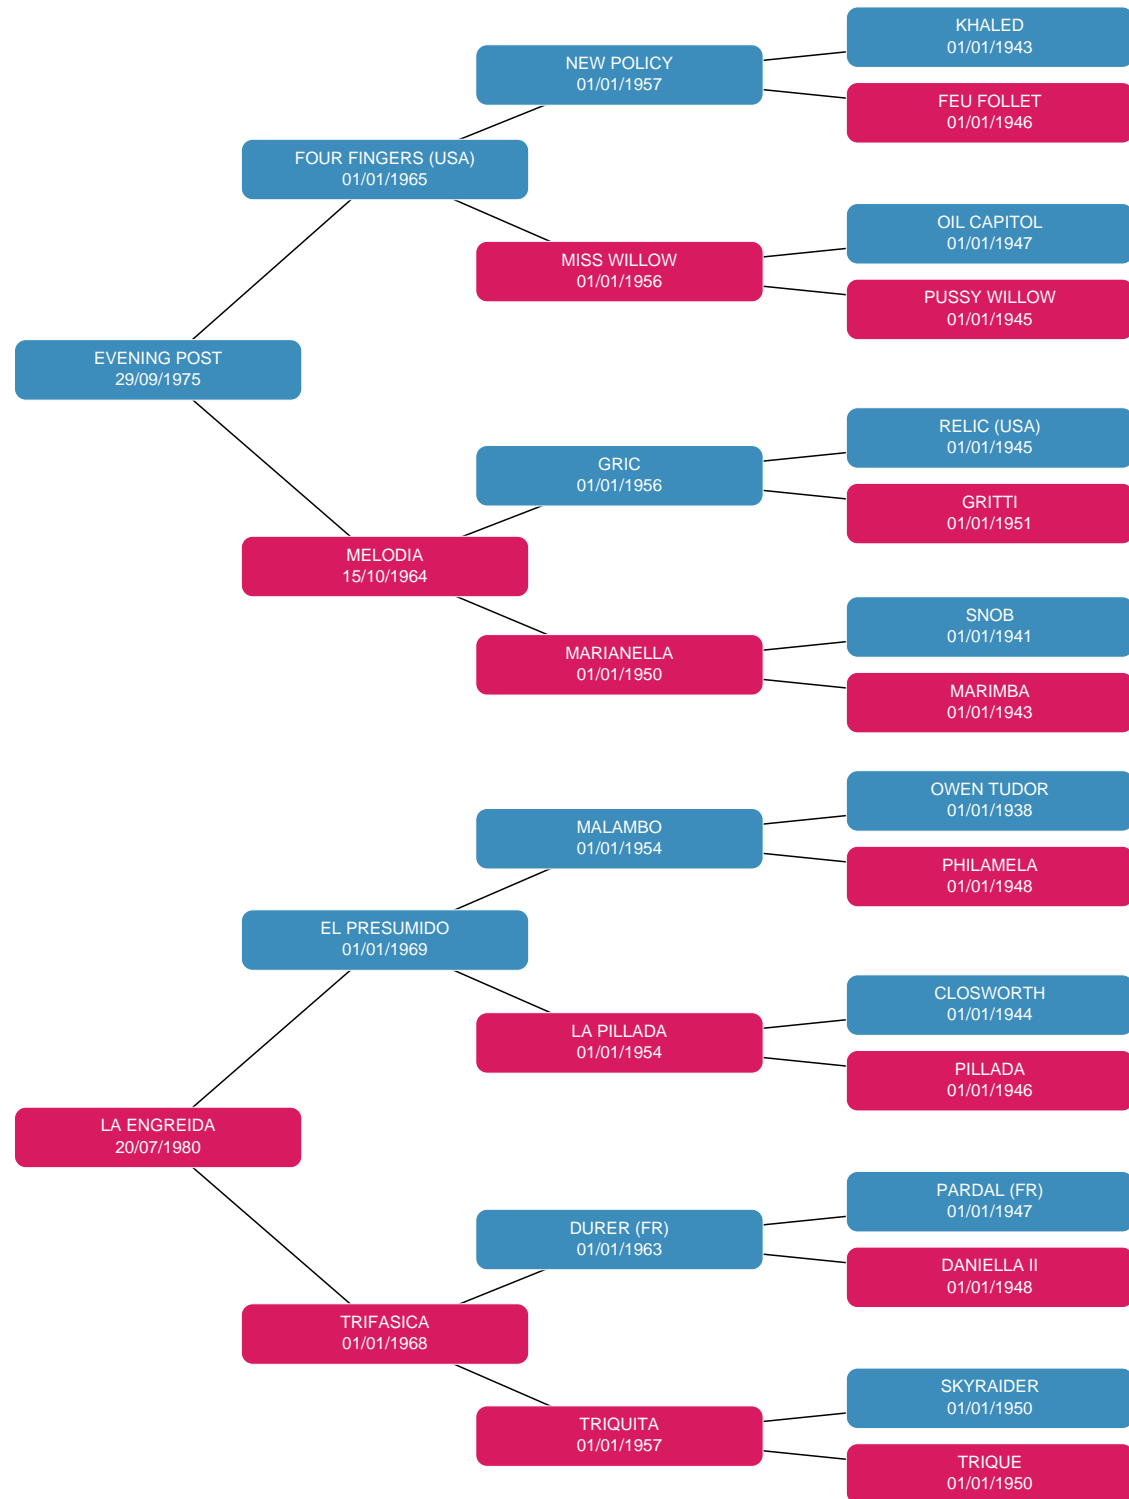 KHALED
01/01/1943
NEW POLICY
01/01/1957
FEU FOLLET
01/01/1946
FOUR FINGERS (USA)
01/01/1965
OIL CAPITOL
01/01/1947
MISS WILLOW
01/01/1956
PUSSY WILLOW
01/01/1945
EVENING POST
29/09/1975
RELIC (USA)
01/01/1945
GRIC
01/01/1956
GRITTI
01/01/1951
MELODIA
15/10/1964
SNOB
01/01/1941
MARIANELLA
01/01/1950
MARIMBA
01/01/1943
OWEN TUDOR
01/01/1938
MALAMBO
01/01/1954
PHILAMELA
01/01/1948
EL PRESUMIDO
01/01/1969
CLOSWORTH
01/01/1944
LA PILLADA
01/01/1954
PILLADA
01/01/1946
LA ENGREIDA
20/07/1980
PARDAL (FR)
01/01/1947
DURER (FR)
01/01/1963
DANIELLA II
01/01/1948
TRIFASICA
01/01/1968
SKYRAIDER
01/01/1950
TRIQUITA
01/01/1957
TRIQUE
01/01/1950